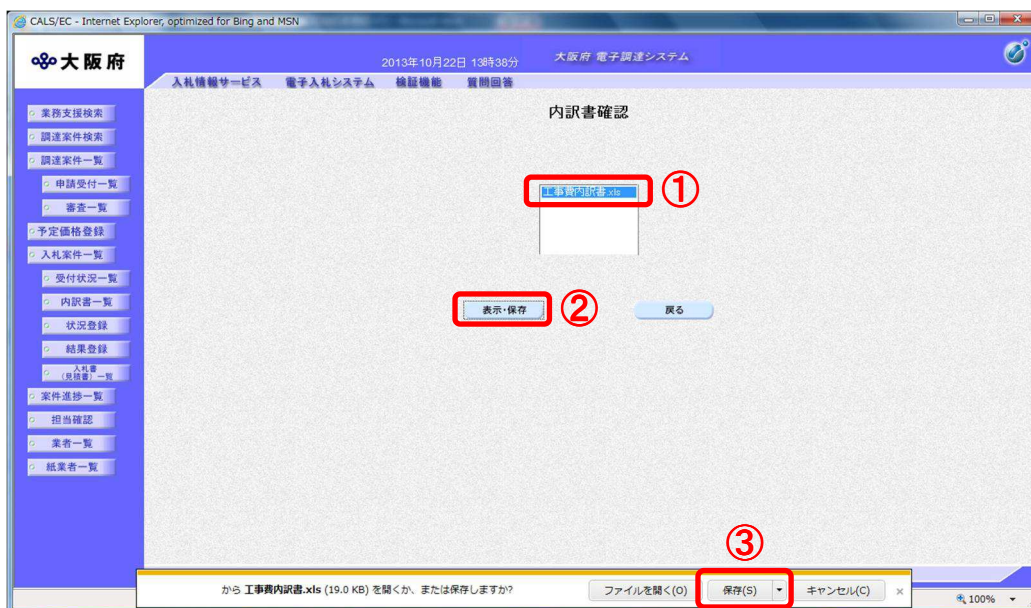 CALS/EC - Internet Explorer, optimized for Bing and MSN
大阪府
2013年10月22日 13時38分
大阪府 電子調達システム
入札情報サービス 電子入札システム 検証機能 質問回答
業務支援検索
調達案件検索
調達案件一覧
申請受付一覧
審査一覧
予定価格登録
入札案件一覧
受付状況一覧
内訳書一覧
状況登録
結果登録
入札書
(見積書) 一覧
案件進捗一覧
担当確認
業者一覧
紙業者一覧
内訳書確認
工事費内訳書.xls
①
表示・保存
②
戻る
③
から 工事費内訳書.xls (19.0 KB) を開くか、または保存しますか?
ファイルを開く(O)
保存(S)
キャンセル(C)
×
100%